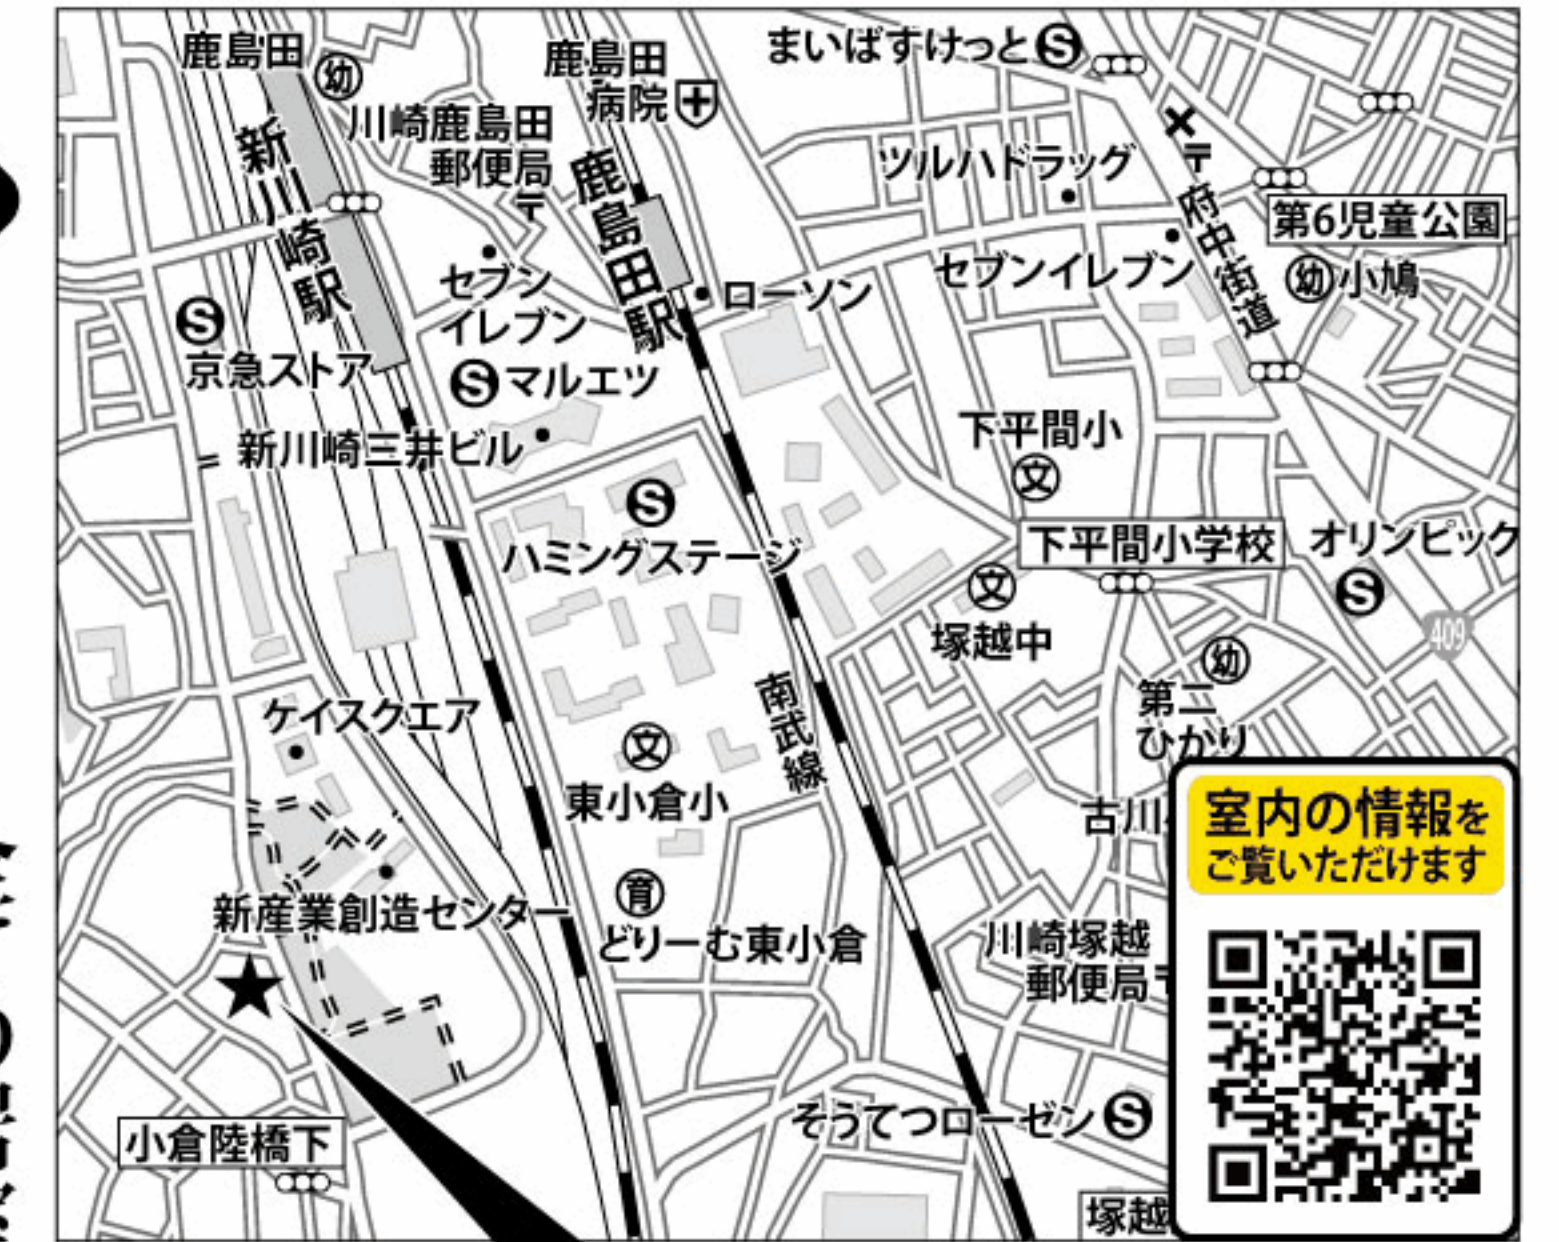 鹿島田
幼
新川崎駅
川崎鹿島田
郵便局
〒
鹿島田
病院
鹿島田駅
まいばすけっと S
ツルハドラッグ
〒
府中街道
第6児童公園
セブンイレブン
幼 小鳩
セブン
イレブン
ローソン
S
京急ストア
S マルエツ
新川崎三井ビル
下平間小
文
S
ハミングステージ
下平間小学校
オリンピック
S
文
塚越中
409
幼
第二
ひかり
ケイスクエア
南武線
文
東小倉小
古川
室内の情報を
ご覧いただけます
新産業創造センター
育
どりーむ東小倉
川崎塚越
郵便局
小倉陸橋下
そうてつローゼン S
塚越